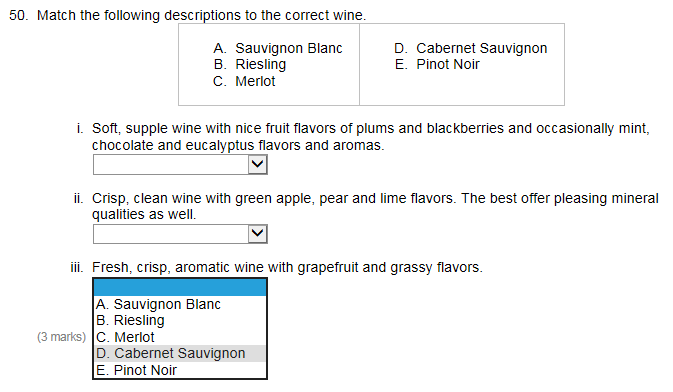 50. Match the following descriptions to the correct wine.
A. Sauvignon Blanc
B. Riesling
C. Merlot
D. Cabernet Sauvignon
E. Pinot Noir
i. Soft, supple wine with nice fruit flavors of plums and blackberries and occasionally mint,
chocolate and eucalyptus flavors and aromas.
ii. Crisp, clean wine with green apple, pear and lime flavors. The best offer pleasing mineral
qualities as well.
iii. Fresh, crisp, aromatic wine with grapefruit and grassy flavors.
A. Sauvignon Blanc
B. Riesling
(3 marks) C. Merlot
D. Cabernet Sauvignon
E. Pinot Noir